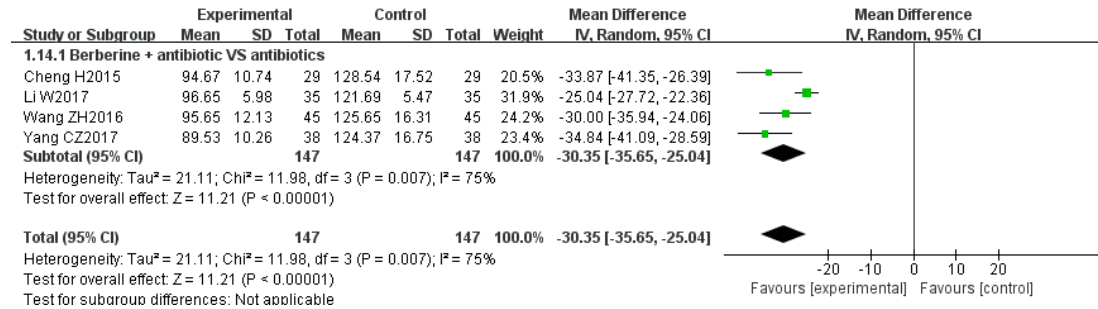 Experimental Control Mean Difference Mean Difference
Study or Subgroup Mean SD Total Mean SD Total Weight IV, Random, 95% CI IV, Random, 95% CI
1.14.1 Berberine + antibiotic VS antibiotics
Cheng H2015 94.67 10.74 29 128.54 17.52 29 20.5% -33.87 [-41.35, -26.39]
Li W2017 96.65 5.98 35 121.69 5.47 35 31.9% -25.04 [-27.72, -22.36]
Wang ZH2016 95.65 12.13 45 125.65 16.31 45 24.2% -30.00 [-35.94, -24.06]
Yang CZ2017 89.53 10.26 38 124.37 16.75 38 23.4% -34.84 [-41.09, -28.59]
Subtotal (95% CI) 147 147 100.0% -30.35 [-35.65, -25.04]
Heterogeneity: Tau² = 21.11; Chi² = 11.98, df = 3 (P = 0.007); I² = 75%
Test for overall effect: Z = 11.21 (P < 0.00001)
Total (95% CI) 147 147 100.0% -30.35 [-35.65, -25.04]
Heterogeneity: Tau² = 21.11; Chi² = 11.98, df = 3 (P = 0.007); I² = 75%
Test for overall effect: Z = 11.21 (P < 0.00001)
Test for subgroup differences: Not applicable
-20 -10 0 10 20
Favours [experimental] Favours [control]